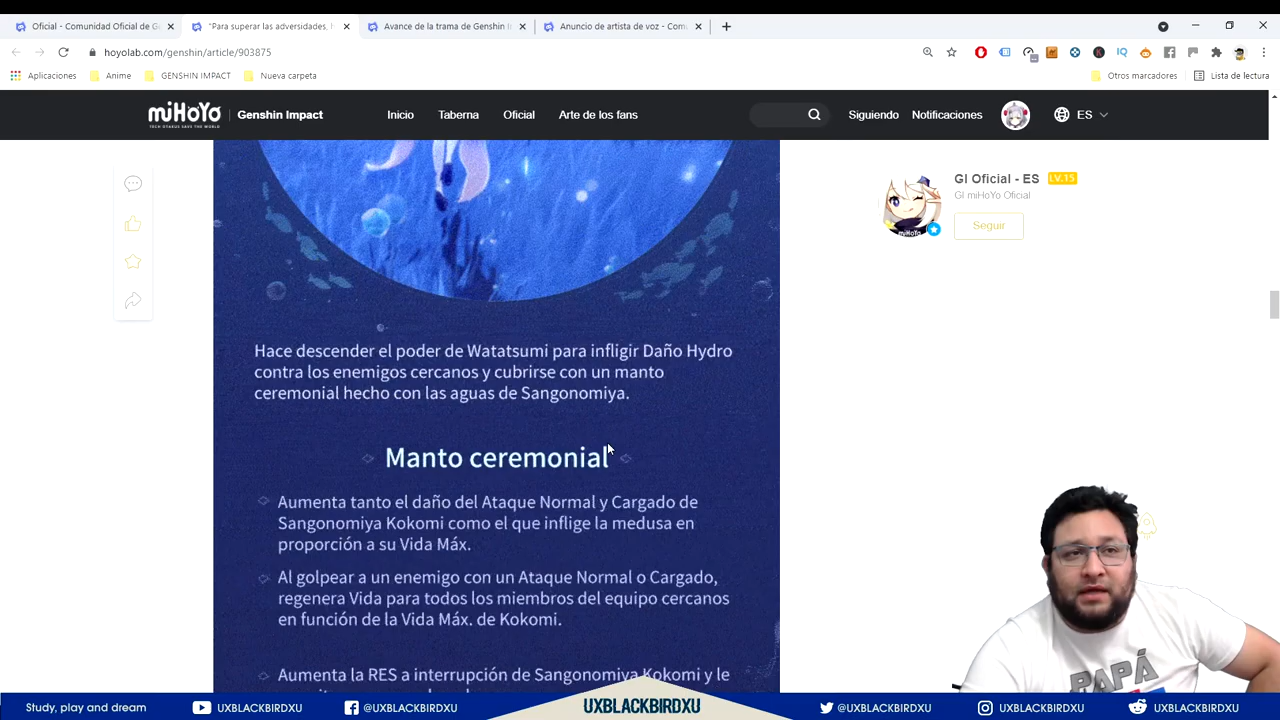 Oficial - Comunidad Oficial de G
"Para superar las adversidades, h
Avance de la trama de Genshin I
Anuncio de artista de voz - Comu
hoyolab.com/genshin/article/903875
Aplicaciones
Anime
GENSHIN IMPACT
Nueva carpeta
Otros marcadores
Lista de lectura
miHoYo
TECH OTAKUS SAVE THE WORLD
Genshin Impact
Inicio
Taberna
Oficial
Arte de los fans
Siguiendo
Notificaciones
ES
GI Oficial - ES LV.15
GI miHoYo Oficial
Seguir
miHoYo
Hace descender el poder de Watatsumi para infligir Daño Hydro
contra los enemigos cercanos y cubrirse con un manto
ceremonial hecho con las aguas de Sangonomiya.
Manto ceremonial
Aumenta tanto el daño del Ataque Normal y Cargado de
Sangonomiya Kokomi como el que inflige la medusa en
proporción a su Vida Máx.
Al golpear a un enemigo con un Ataque Normal o Cargado,
regenera Vida para todos los miembros del equipo cercanos
en función de la Vida Máx. de Kokomi.
Aumenta la RES a interrupción de Sangonomiya Kokomi y le
PAPÁ
Study, play and dream
UXBLACKBIRDXU
@UXBLACKBIRDXU
UXBLACKBIRDXU
@UXBLACKBIRDXU
UXBLACKBIRDXU
UXBLACKBIRDXU